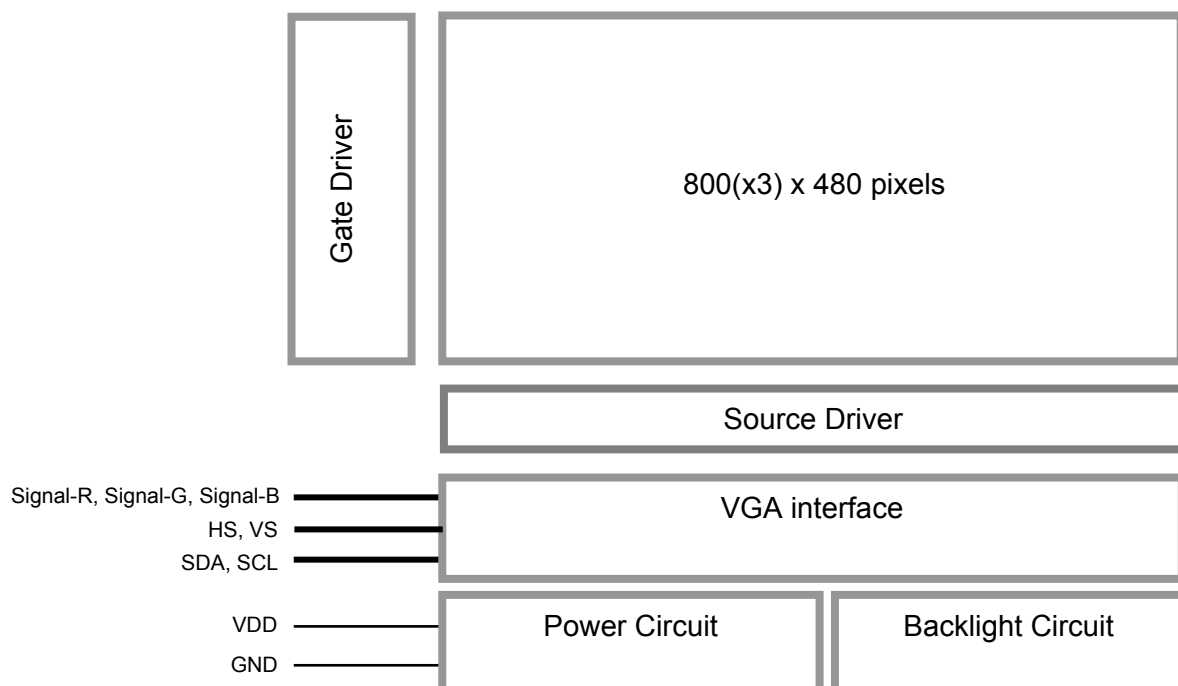 Gate Driver
800(x3) x 480 pixels
Source Driver
Signal-R, Signal-G, Signal-B
VGA interface
HS, VS
SDA, SCL
VDD
Power Circuit
Backlight Circuit
GND